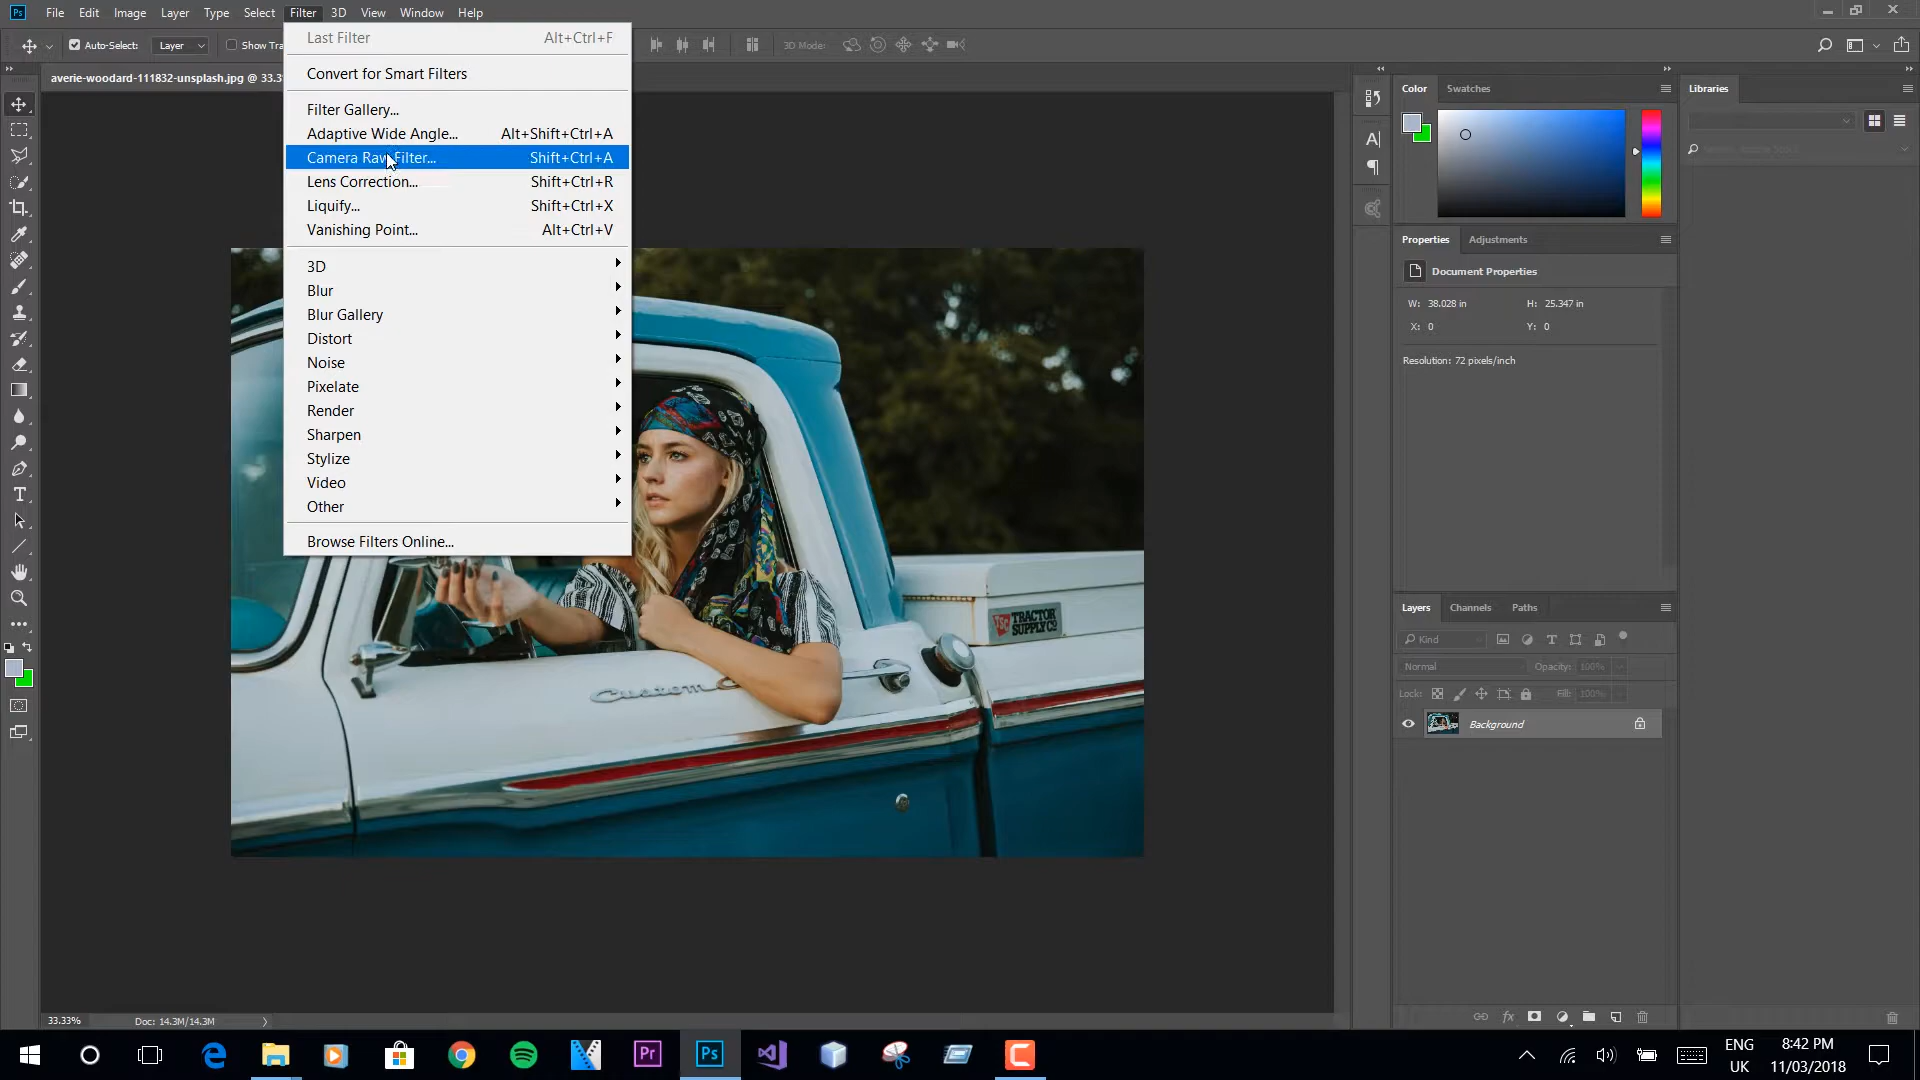 Ps File Edit Image Layer Type Select Filter 3D View Window Help
Auto-Select: Layer Show Tra 3D Mode:
averie-woodard-111832-unsplash.jpg @ 33.3
Last Filter Alt+Ctrl+F
Convert for Smart Filters
Filter Gallery...
Adaptive Wide Angle... Alt+Shift+Ctrl+A
Camera Raw Filter... Shift+Ctrl+A
Lens Correction... Shift+Ctrl+R
Liquify... Shift+Ctrl+X
Vanishing Point... Alt+Ctrl+V
3D
Blur
Blur Gallery
Distort
Noise
Pixelate
Render
Sharpen
Stylize
Video
Other
Browse Filters Online...
TSC TRACTOR
SUPPLY CO
Custom
Color Swatches
Libraries
Properties Adjustments
Document Properties
W: 38.028 in H: 25.347 in
X: 0 Y: 0
Resolution: 72 pixels/inch
Layers Channels Paths
Kind
Normal Opacity: 100%
Lock: Fill: 100%
Background
33.33% Doc: 14.3M/14.3M
Pr Ps
ENG
UK
8:42 PM
11/03/2018